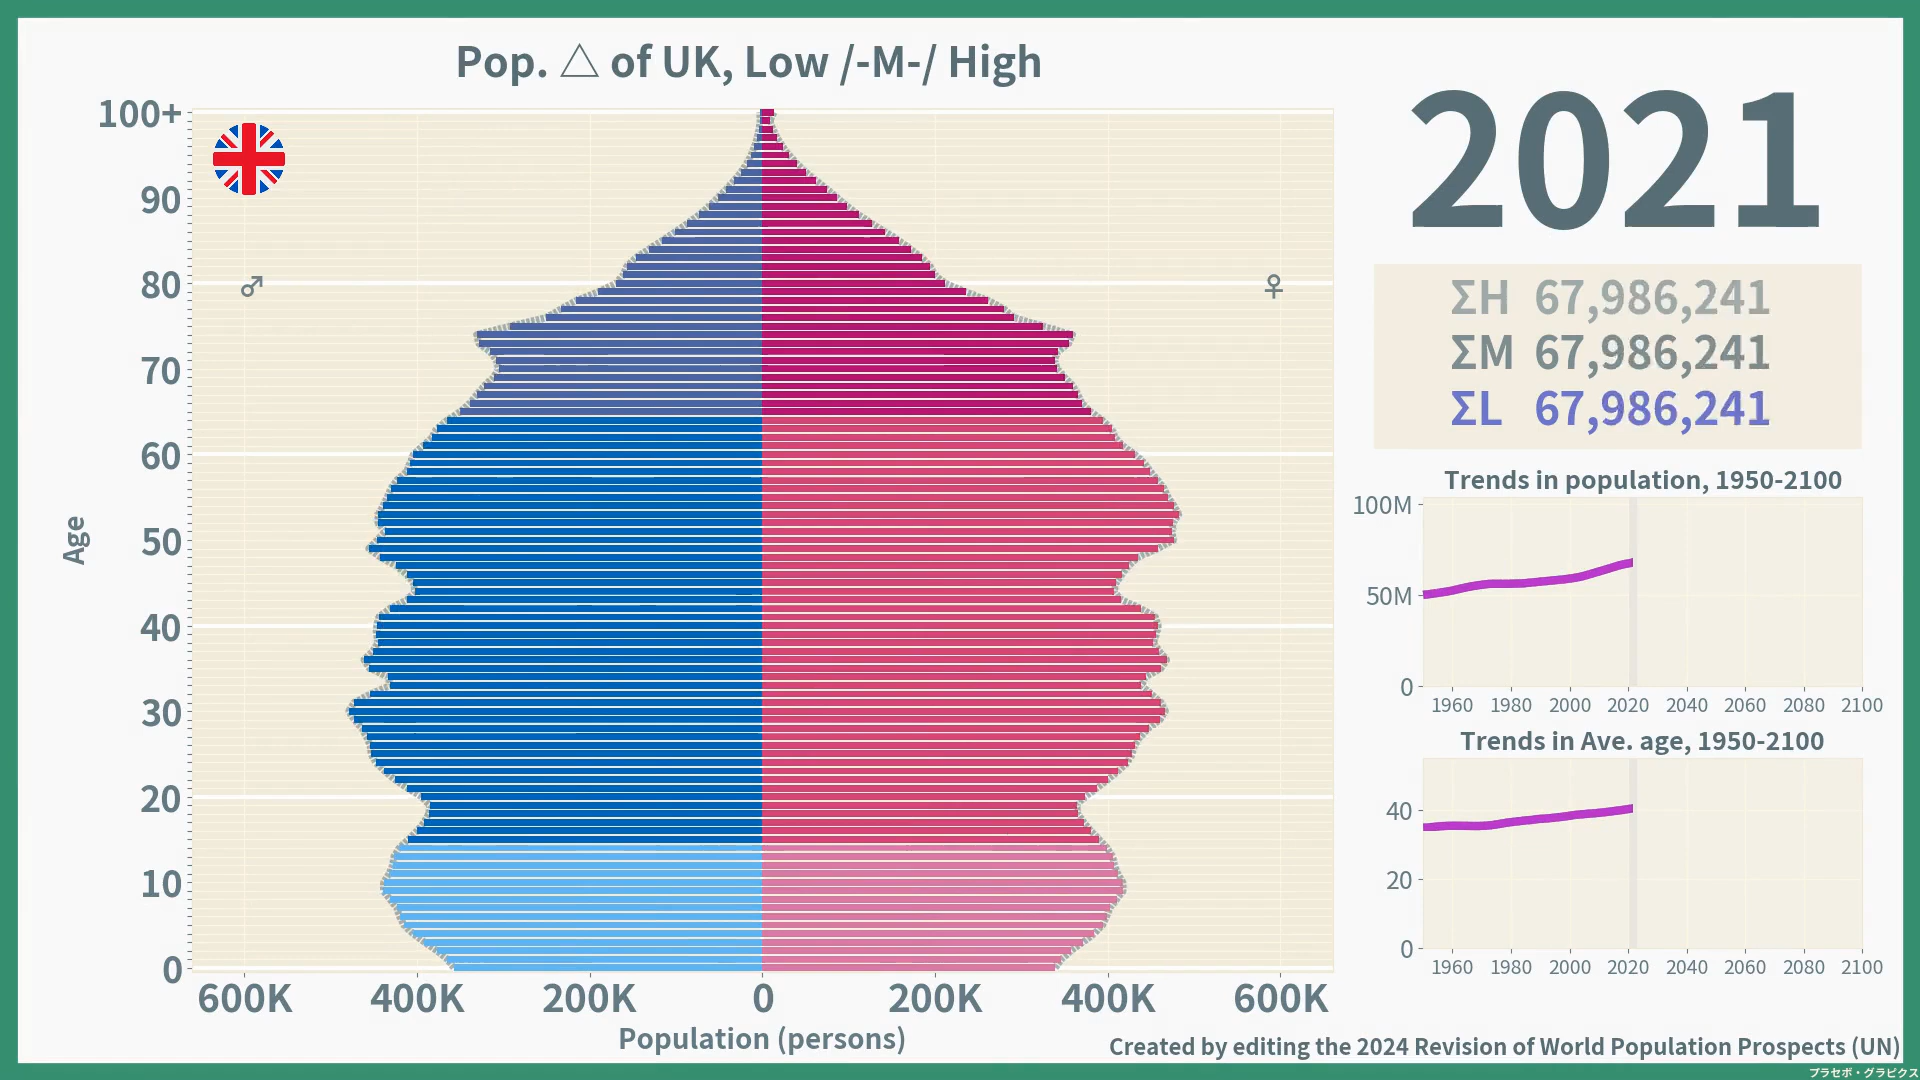 Pop. △ of UK, Low /-M-/ High
100+
90
80
70
60
50
40
30
20
10
0
Age
♂
♀
600K 400K 200K 0 200K 400K 600K
Population (persons)
2021
ΣH 67,986,241
ΣM 67,986,241
ΣL 67,986,241
Trends in population, 1950-2100
100M
50M
0
1960 1980 2000 2020 2040 2060 2080 2100
Trends in Ave. age, 1950-2100
40
20
0
1960 1980 2000 2020 2040 2060 2080 2100
Created by editing the 2024 Revision of World Population Prospects (UN)
プラセボ・グラビクス